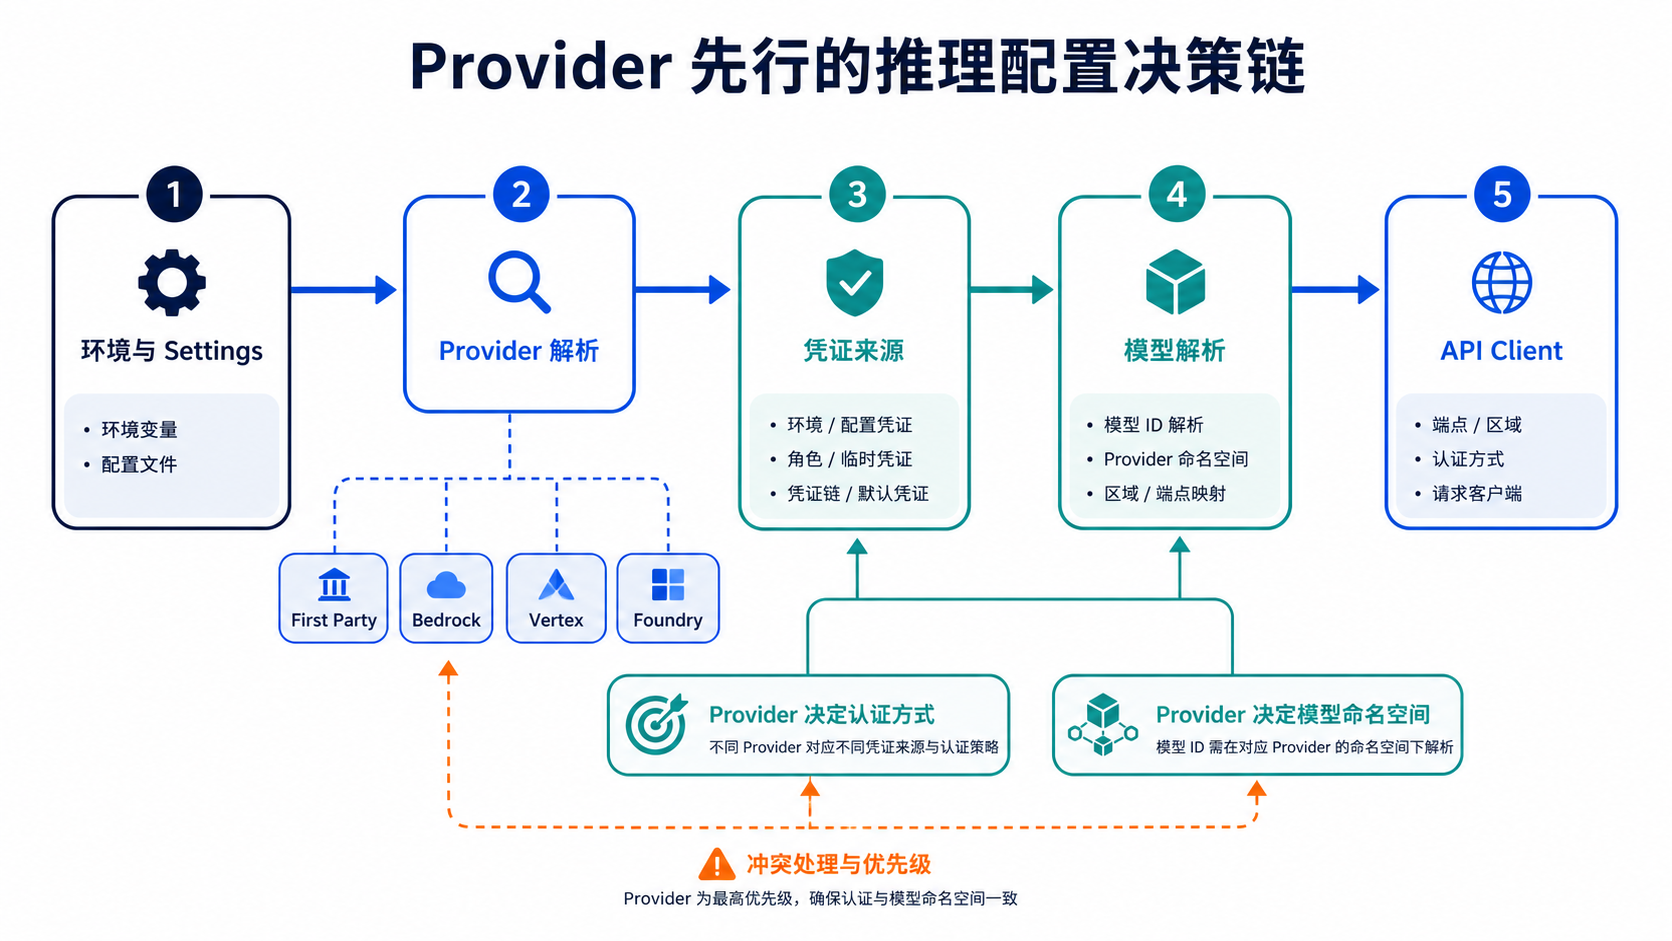 Provider 先行的推理配置决策链
1
环境与 Settings
• 环境变量
• 配置文件
2
Provider 解析
3
凭证来源
• 环境 / 配置凭证
• 角色 / 临时凭证
• 凭证链 / 默认凭证
4
模型解析
• 模型 ID 解析
• Provider 命名空间
• 区域 / 端点映射
5
API Client
• 端点 / 区域
• 认证方式
• 请求客户端
First Party
Bedrock
Vertex
Foundry
Provider 决定认证方式
不同 Provider 对应不同凭证来源与认证策略
Provider 决定模型命名空间
模型 ID 需在对应 Provider 的命名空间下解析
冲突处理与优先级
Provider 为最高优先级，确保认证与模型命名空间一致